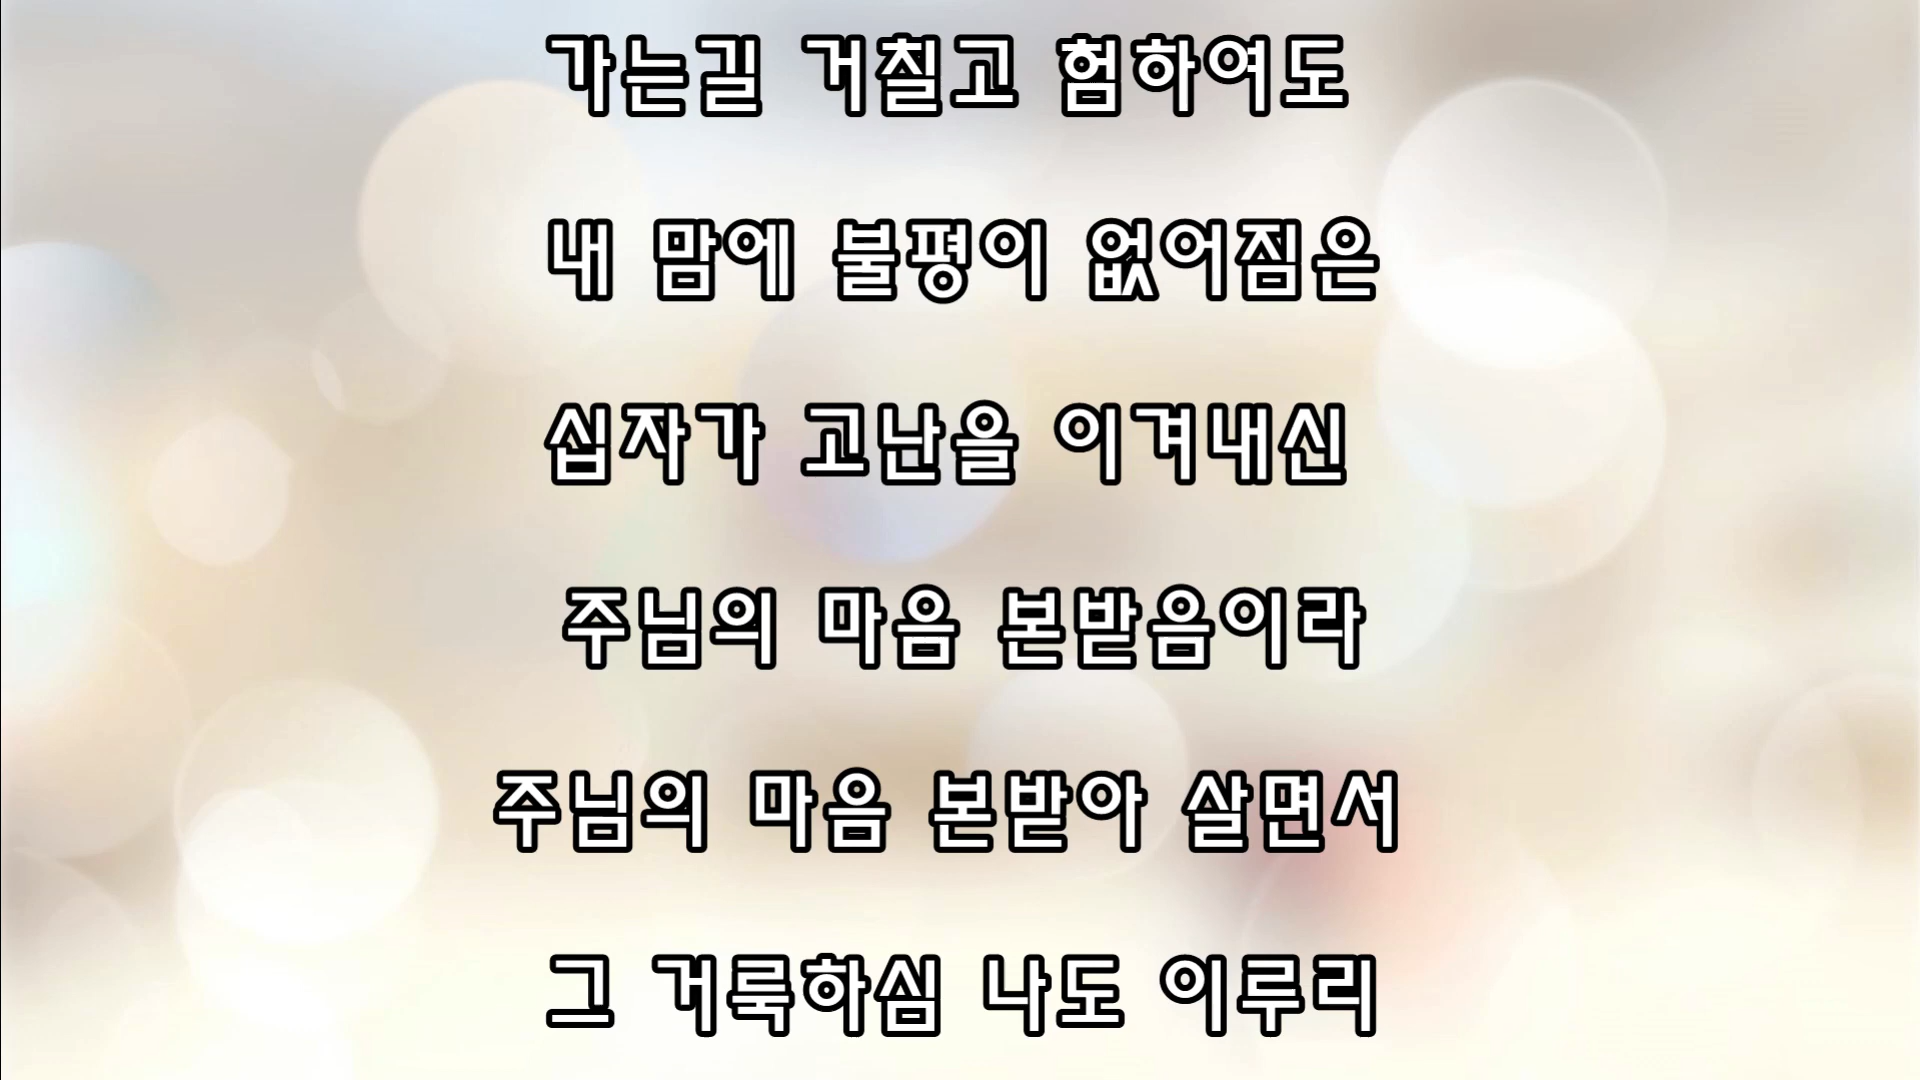 가는길 거칠고 험하여도
내 맘에 불평이 없어짐은
십자가 고난을 이겨내신
주님의 마음 본받음이라
주님의 마음 본받아 살면서
그 거룩하심 나도 이루리